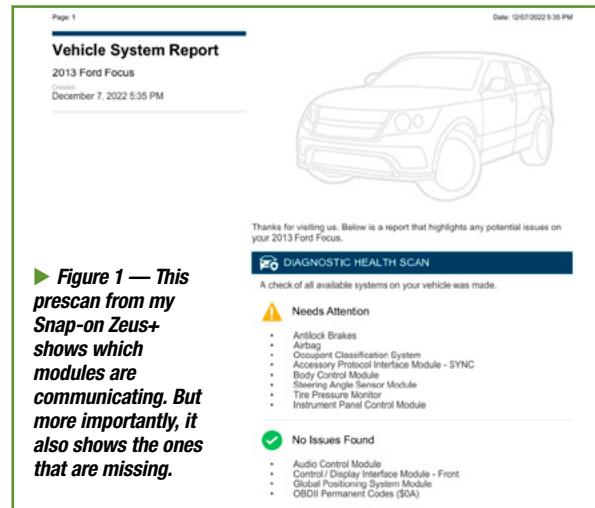 Page: 1
Date: 12/07/2022 5:35 PM
Vehicle System Report
2013 Ford Focus
Created
December 7, 2022 5:35 PM
Thanks for visiting us. Below is a report that highlights any potential issues on
your 2013 Ford Focus.
DIAGNOSTIC HEALTH SCAN
A check of all available systems on your vehicle was made.
Needs Attention
• Antilock Brakes
• Airbag
• Occupant Classification System
• Accessory Protocol Interface Module - SYNC
• Body Control Module
• Steering Angle Sensor Module
• Tire Pressure Monitor
• Instrument Panel Control Module
No Issues Found
• Audio Control Module
• Control / Display Interface Module - Front
• Global Positioning System Module
• OBDII Permanent Codes ($0A)
▶ Figure 1 — This
prescan from my
Snap-on Zeus+
shows which
modules are
communicating. But
more importantly, it
also shows the ones
that are missing.